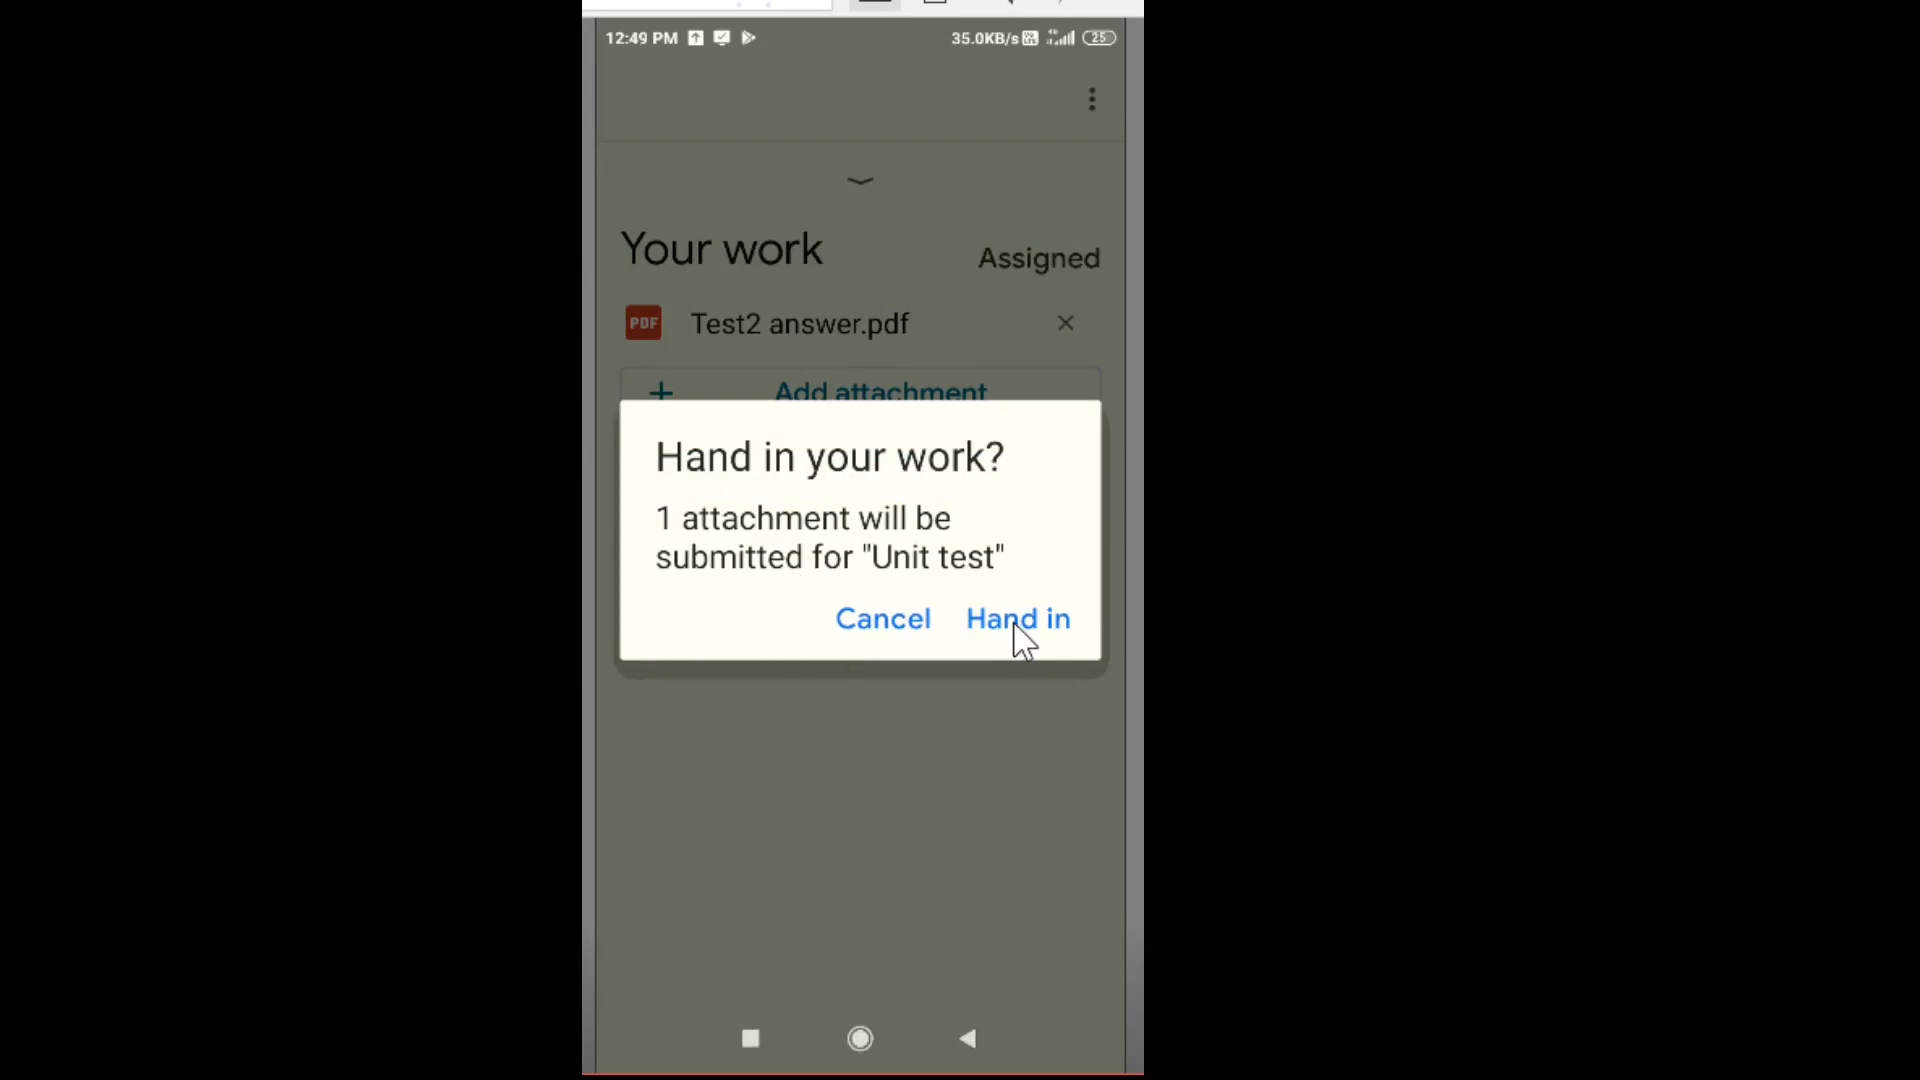 12:49 PM 35.0KB/s 25
Your work
Assigned
PDF Test2 answer.pdf
Add attachment
Hand in your work?
1 attachment will be
submitted for "Unit test"
Cancel Hand in